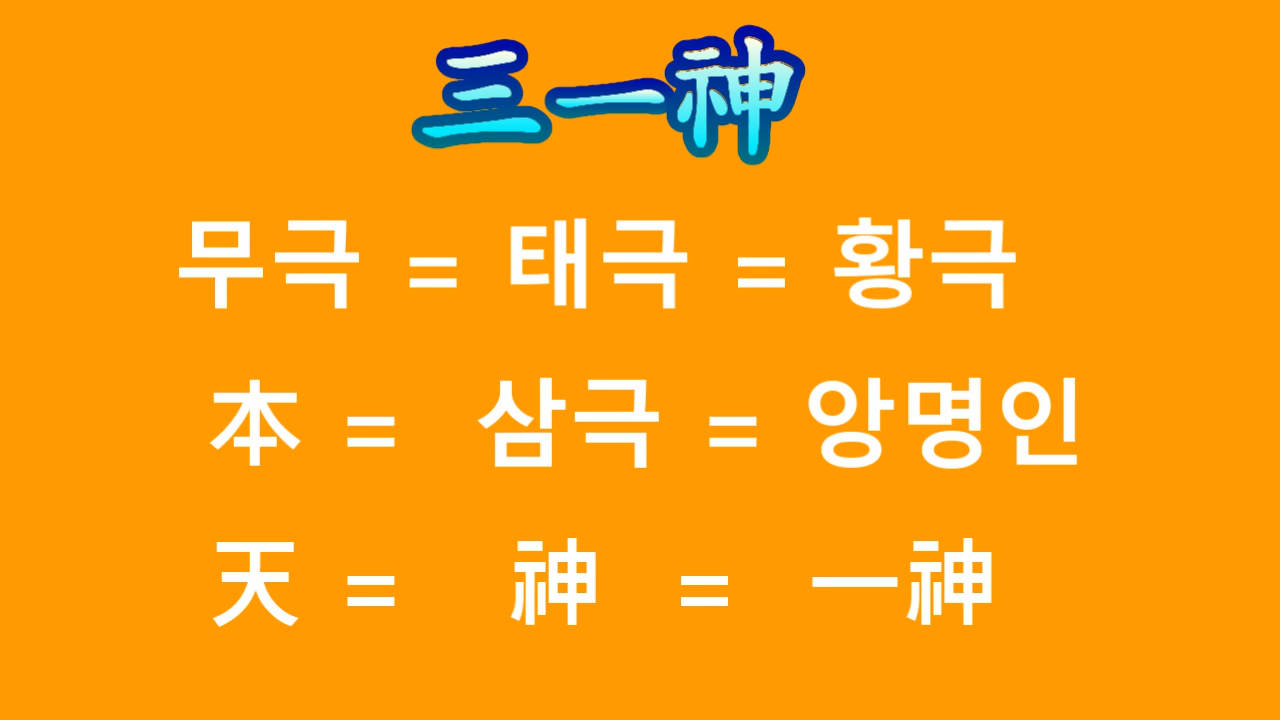 三一神
무극 = 태극 = 황극
本 = 삼극 = 앙명인
天 = 神 = 一神